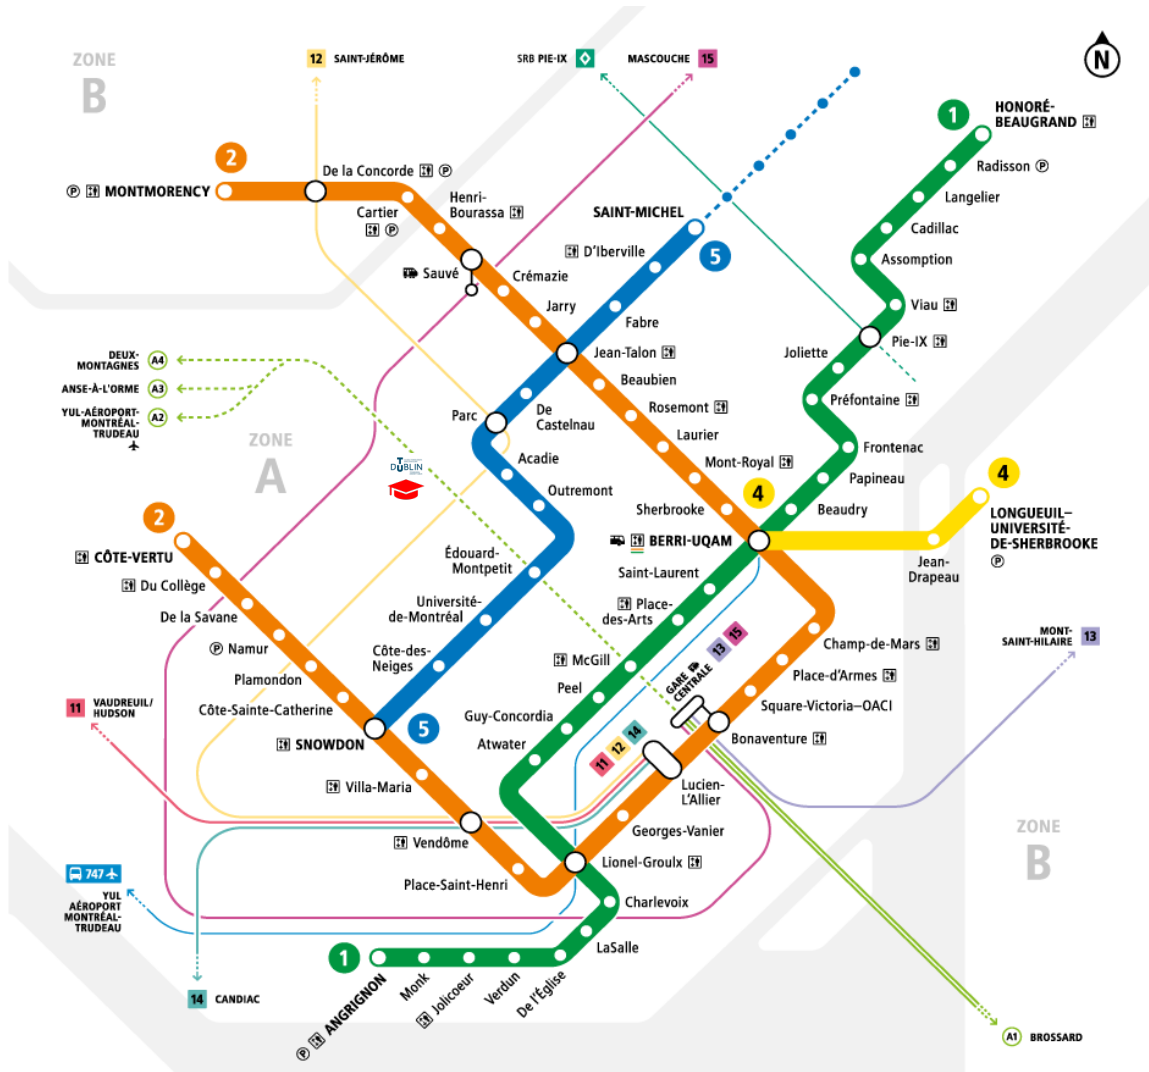 ZONE
B
12 SAINT-JÉRÔME
SRB PIE-IX
MASCOUCHE 15
N
1
HONORÉ-
BEAUGRAND
2
De la Concorde P
P MONTMORENCY
Cartier
P
Henri-
Bourassa
SAINT-MICHEL
5
Radisson P
Langelier
Cadillac
D'Iberville
Sauvé
Crémazie
Assomption
Jarry
Fabre
Viau
Jean-Talon
Pie-IX
DEUX-
MONTAGNES A4
Joliette
ANSE-À-L'ORME A3
Beaubien
YUL-AÉROPORT-
MONTRÉAL-
TRUDEAU
A2
Parc
De
Castelnau
Rosemont
Préfontaine
ZONE
A
Laurier
Frontenac
Acadie
Mont-Royal
DUBLIN
Papineau
Outremont
4
4
Sherbrooke
Beaudry
LONGUEUIL–
UNIVERSITÉ-
DE-SHERBROOKE
P
2
BERRI-UQAM
CÔTE-VERTU
Édouard-
Montpetit
Jean-
Drapeau
Du Collège
Saint-Laurent
De la Savane
Université-
de-Montréal
Place-
des-Arts
P Namur
Champ-de-Mars
MONT-
SAINT-HILAIRE 13
Côte-des-
Neiges
McGill
GARE
CENTRALE
13 15
Plamondon
Place-d'Armes
Peel
Côte-Sainte-Catherine
Square-Victoria–OACI
11 VAUDREUIL/
HUDSON
Guy-Concordia
5
SNOWDON
Atwater
11 12 14
Bonaventure
Villa-Maria
Lucien-
L'Allier
Vendôme
Georges-Vanier
ZONE
B
Lionel-Groulx
Place-Saint-Henri
747
YUL
AÉROPORT
MONTRÉAL-
TRUDEAU
Charlevoix
LaSalle
1
P ANGRIGNON
Monk
Jolicoeur
Verdun
De l'Église
14 CANDIAC
A1 BROSSARD